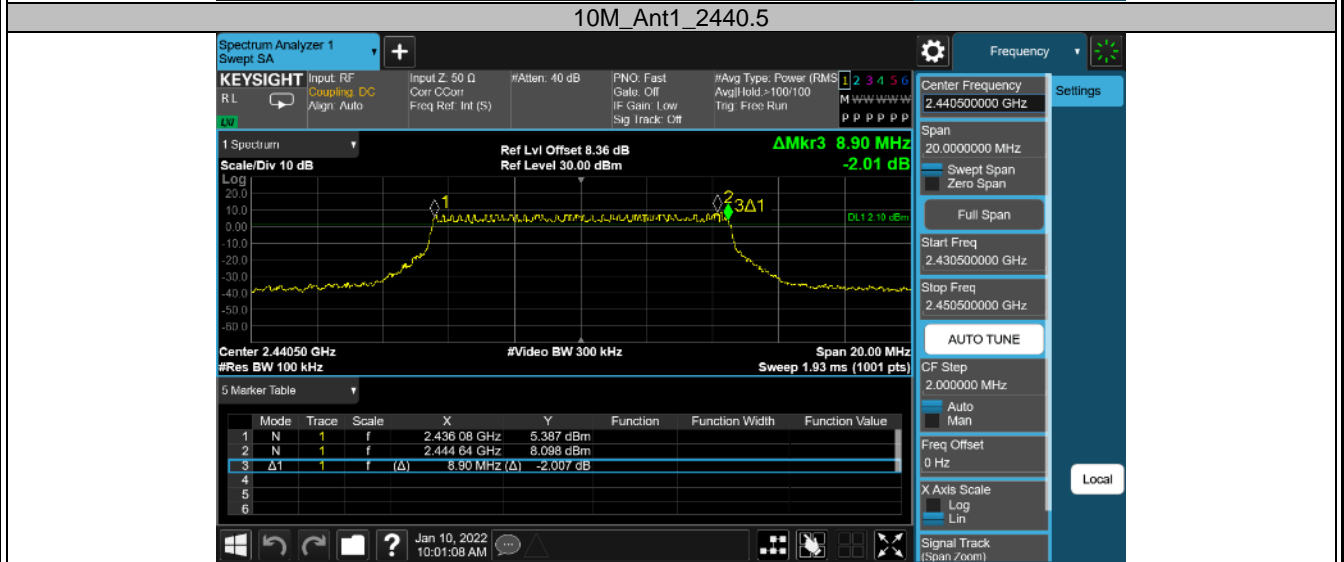 10M_Ant1_2440.5
Spectrum Analyzer 1
Swept SA
+
Frequency
KEYSIGHT
RL
LXI
Input: RF
Coupling: DC
Align: Auto
Input Z: 50 Ω
Corr CCorr
Freq Ref: Int (S)
#Atten: 40 dB
PNO: Fast
Gate: Off
IF Gain: Low
Sig Track: Off
#Avg Type: Power (RMS
Avg|Hold:>100/100
Trig: Free Run
1 2 3 4 5 6
M W W W W W
P P P P P P
1 Spectrum
Scale/Div 10 dB
Ref Lvl Offset 8.36 dB
Ref Level 30.00 dBm
ΔMkr3 8.90 MHz
-2.01 dB
Log
20.0
10.0
0.00
-10.0
-20.0
-30.0
-40.0
-50.0
-60.0
1
2
3Δ1
DL1 2.10 dBm
Center 2.44050 GHz
#Res BW 100 kHz
#Video BW 300 kHz
Span 20.00 MHz
Sweep 1.93 ms (1001 pts)
5 Marker Table
Mode Trace Scale X Y Function Function Width Function Value
1 N 1 f 2.436 08 GHz 5.387 dBm
2 N 1 f 2.444 64 GHz 8.098 dBm
3 Δ1 1 f (Δ) 8.90 MHz (Δ) -2.007 dB
4
5
6
Center Frequency
2.440500000 GHz
Settings
Span
20.0000000 MHz
Swept Span
Zero Span
Full Span
Start Freq
2.430500000 GHz
Stop Freq
2.450500000 GHz
AUTO TUNE
CF Step
2.000000 MHz
Auto
Man
Freq Offset
0 Hz
X Axis Scale
Log
Lin
Signal Track
(Span Zoom)
Local
?
Jan 10, 2022
10:01:08 AM